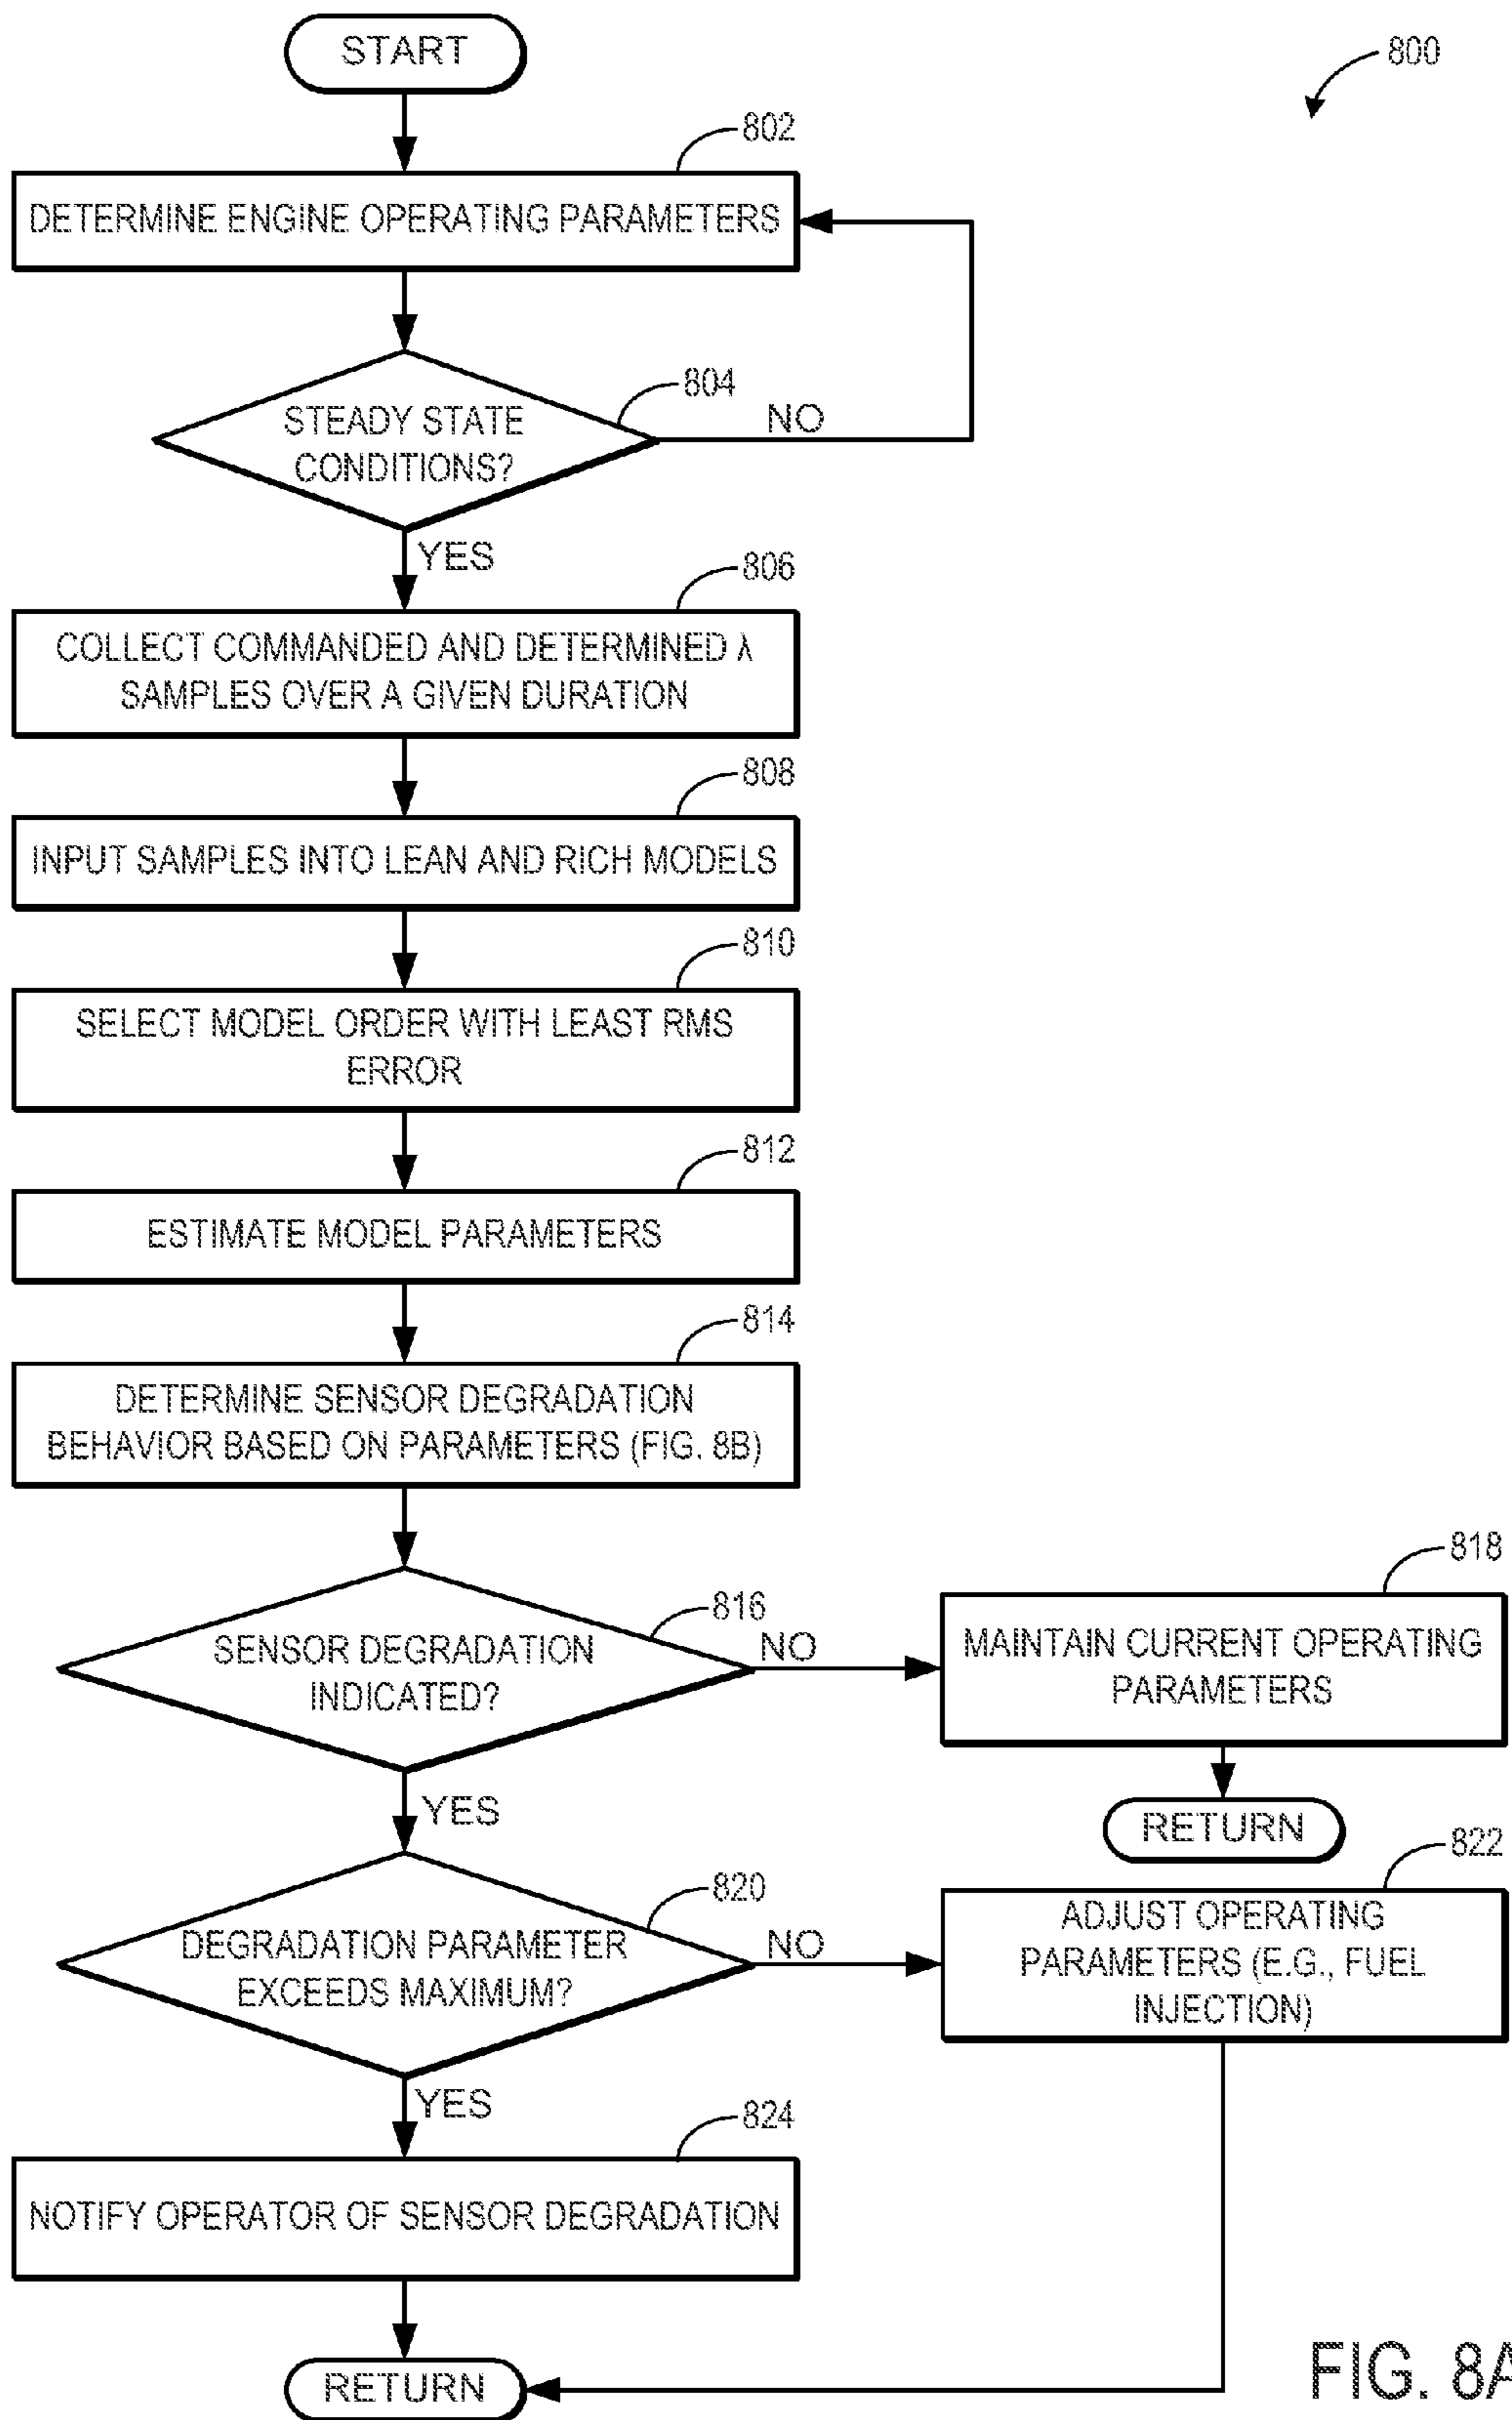 START
800
802
DETERMINE ENGINE OPERATING PARAMETERS
804
STEADY STATE
CONDITIONS?
NO
YES
806
COLLECT COMMANDED AND DETERMINED λ
SAMPLES OVER A GIVEN DURATION
808
INPUT SAMPLES INTO LEAN AND RICH MODELS
810
SELECT MODEL ORDER WITH LEAST RMS
ERROR
812
ESTIMATE MODEL PARAMETERS
814
DETERMINE SENSOR DEGRADATION
BEHAVIOR BASED ON PARAMETERS (FIG. 8B)
816
SENSOR DEGRADATION
INDICATED?
NO
818
MAINTAIN CURRENT OPERATING
PARAMETERS
RETURN
YES
820
DEGRADATION PARAMETER
EXCEEDS MAXIMUM?
NO
822
ADJUST OPERATING
PARAMETERS (E.G., FUEL
INJECTION)
YES
824
NOTIFY OPERATOR OF SENSOR DEGRADATION
RETURN
FIG. 8A